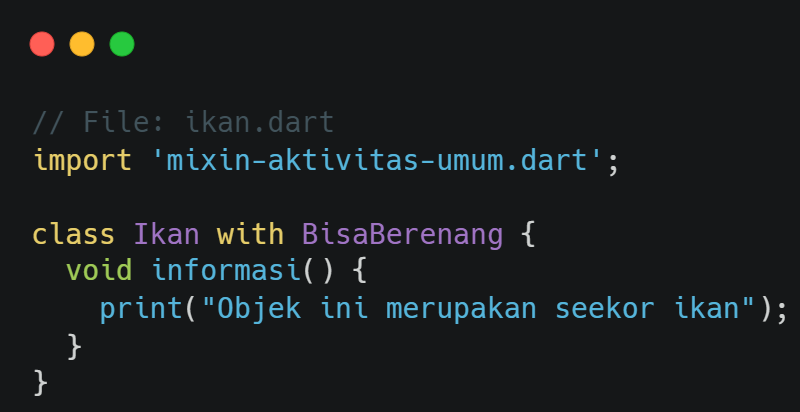 // File: ikan.dart
import 'mixin-aktivitas-umum.dart';

class Ikan with BisaBerenang {
  void informasi() {
    print("Objek ini merupakan seekor ikan");
  }
}